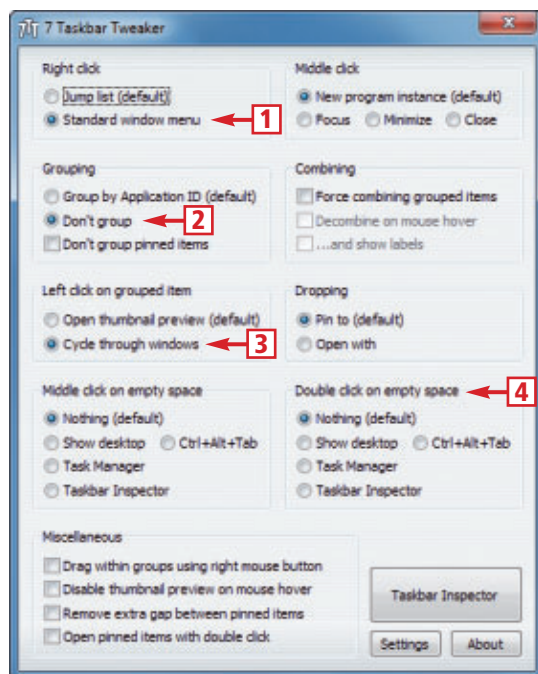 7 Taskbar Tweaker
Right click
Jump list (default)
Standard window menu
1
Middle click
New program instance (default)
Focus Minimize Close
Grouping
Group by Application ID (default)
Don't group
2
Don't group pinned items
Combining
Force combining grouped items
Decombine on mouse hover
...and show labels
Left click on grouped item
Open thumbnail preview (default)
Cycle through windows
3
Dropping
Pin to (default)
Open with
Middle click on empty space
Nothing (default)
Show desktop Ctrl+Alt+Tab
Task Manager
Taskbar Inspector
Double click on empty space
4
Nothing (default)
Show desktop Ctrl+Alt+Tab
Task Manager
Taskbar Inspector
Miscellaneous
Drag within groups using right mouse button
Disable thumbnail preview on mouse hover
Remove extra gap between pinned items
Open pinned items with double click
Taskbar Inspector
Settings About